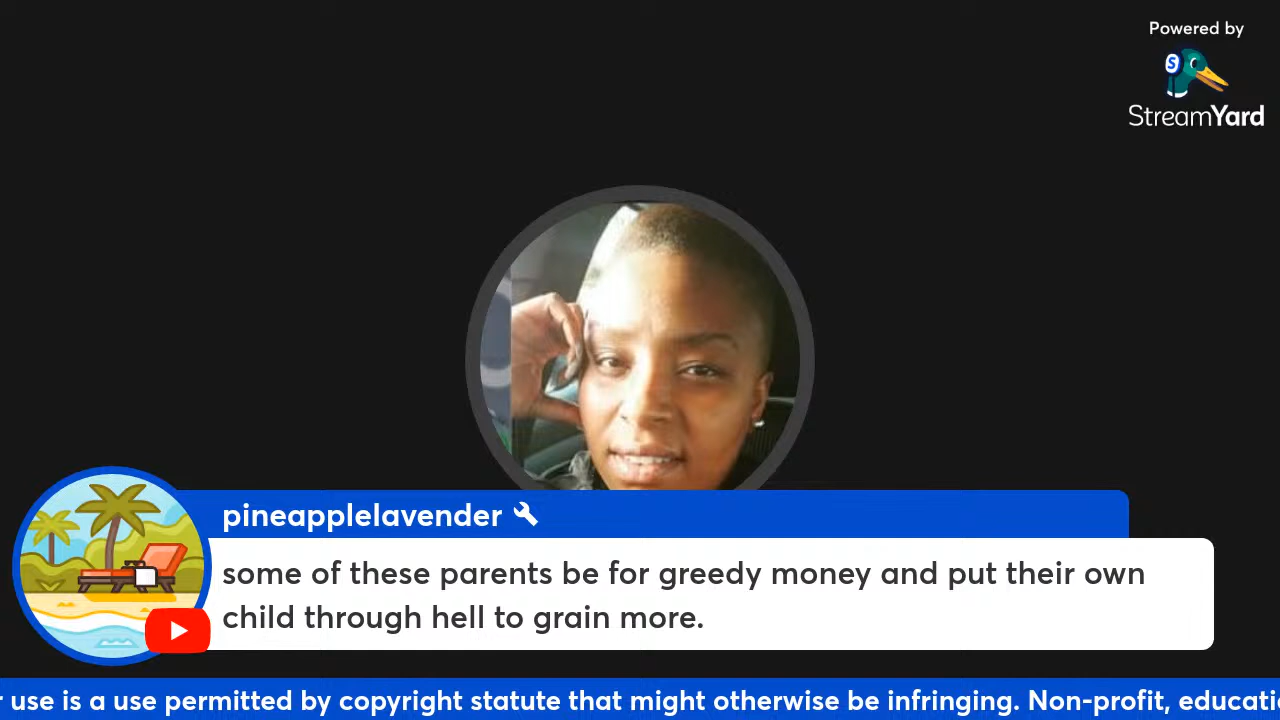 Powered by
S
StreamYard
pineapplelavender
some of these parents be for greedy money and put their own
child through hell to grain more.
r use is a use permitted by copyright statute that might otherwise be infringing. Non-profit, educati